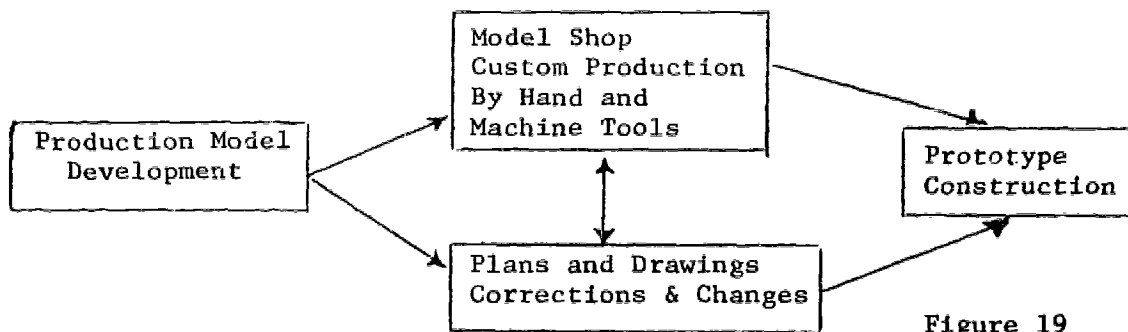 Production Model
Development
Model Shop
Custom Production
By Hand and
Machine Tools
Plans and Drawings
Corrections & Changes
Prototype
Construction
Figure 19